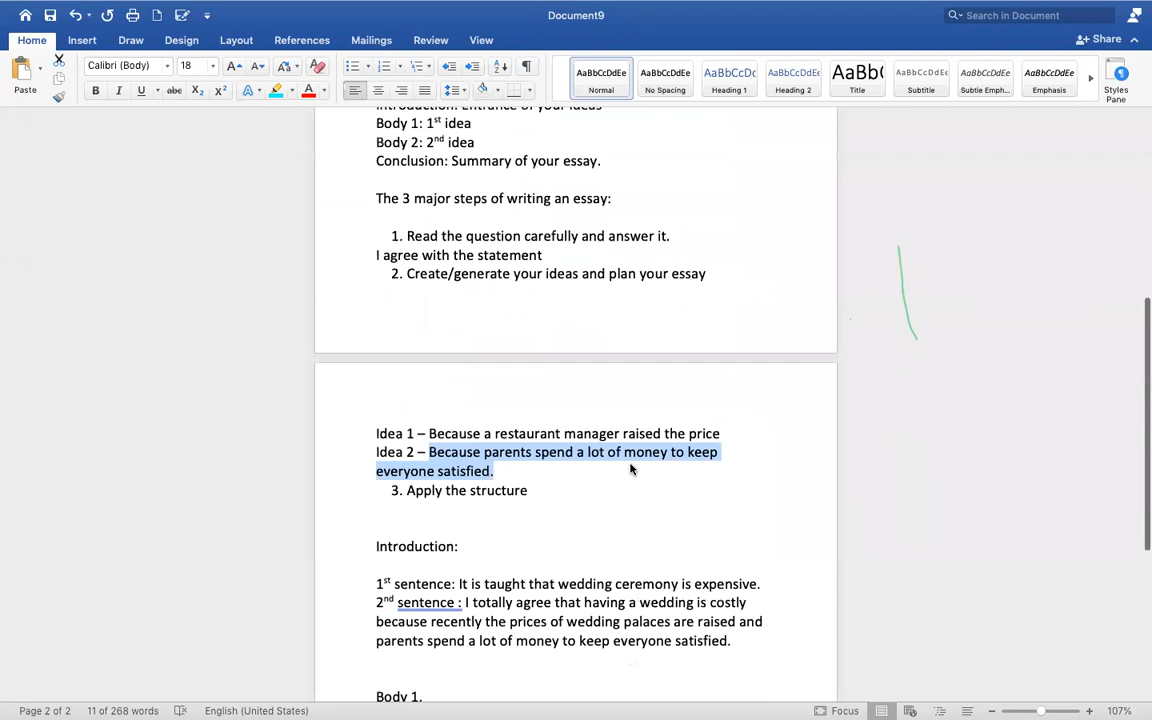 Document9
Search in Document
Home Insert Draw Design Layout References Mailings Review View
Share
Paste
Calibri (Body) 18
AaBbCcDdEe AaBbCcDdEe AaBbCcDc AaBbCcDdEe AaBb( AaBbCcDdEe AaBbCcDdEe AaBbCcDdEe
Normal No Spacing Heading 1 Heading 2 Title Subtitle Subtle Emph... Emphasis
Styles
Pane
Introduction: Entrance of your ideas
Body 1: 1st idea
Body 2: 2nd idea
Conclusion: Summary of your essay.
The 3 major steps of writing an essay:
1. Read the question carefully and answer it.
I agree with the statement
2. Create/generate your ideas and plan your essay
Idea 1 – Because a restaurant manager raised the price
Idea 2 – Because parents spend a lot of money to keep
everyone satisfied.
3. Apply the structure
Introduction:
1st sentence: It is taught that wedding ceremony is expensive.
2nd sentence : I totally agree that having a wedding is costly
because recently the prices of wedding palaces are raised and
parents spend a lot of money to keep everyone satisfied.
Body 1.
Page 2 of 2 11 of 268 words English (United States) Focus 107%